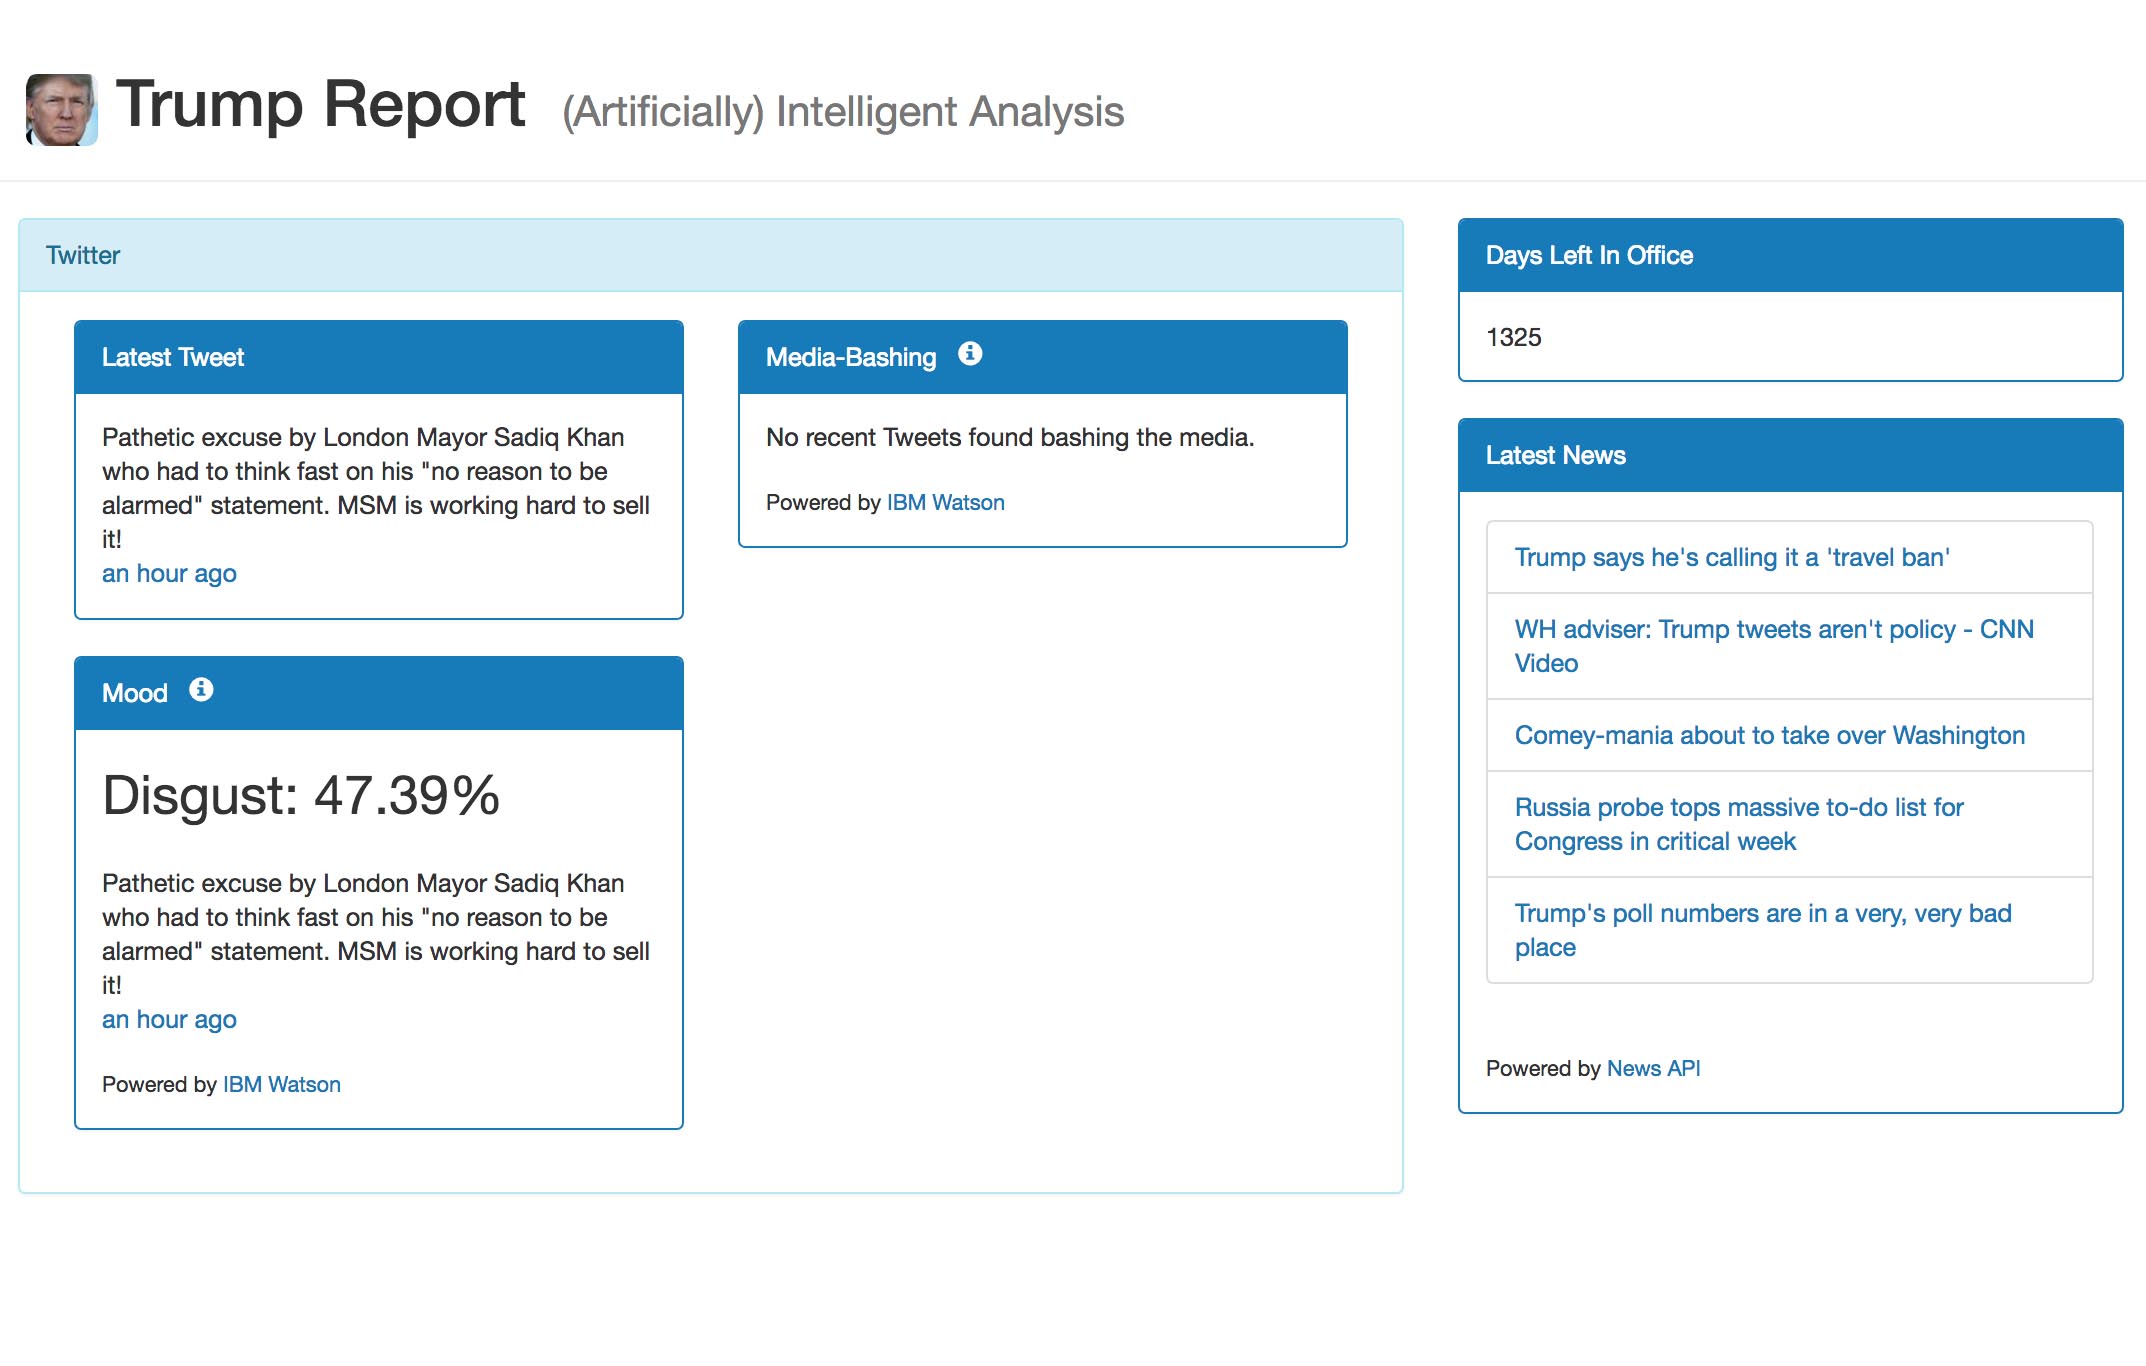 Trump Report (Artificially) Intelligent Analysis
Twitter
Latest Tweet
Pathetic excuse by London Mayor Sadiq Khan
who had to think fast on his "no reason to be
alarmed" statement. MSM is working hard to sell
it!
an hour ago
Mood
Disgust: 47.39%
Pathetic excuse by London Mayor Sadiq Khan
who had to think fast on his "no reason to be
alarmed" statement. MSM is working hard to sell
it!
an hour ago
Powered by IBM Watson
Media-Bashing
No recent Tweets found bashing the media.
Powered by IBM Watson
Days Left In Office
1325
Latest News
Trump says he's calling it a 'travel ban'
WH adviser: Trump tweets aren't policy - CNN
Video
Comey-mania about to take over Washington
Russia probe tops massive to-do list for
Congress in critical week
Trump's poll numbers are in a very, very bad
place
Powered by News API